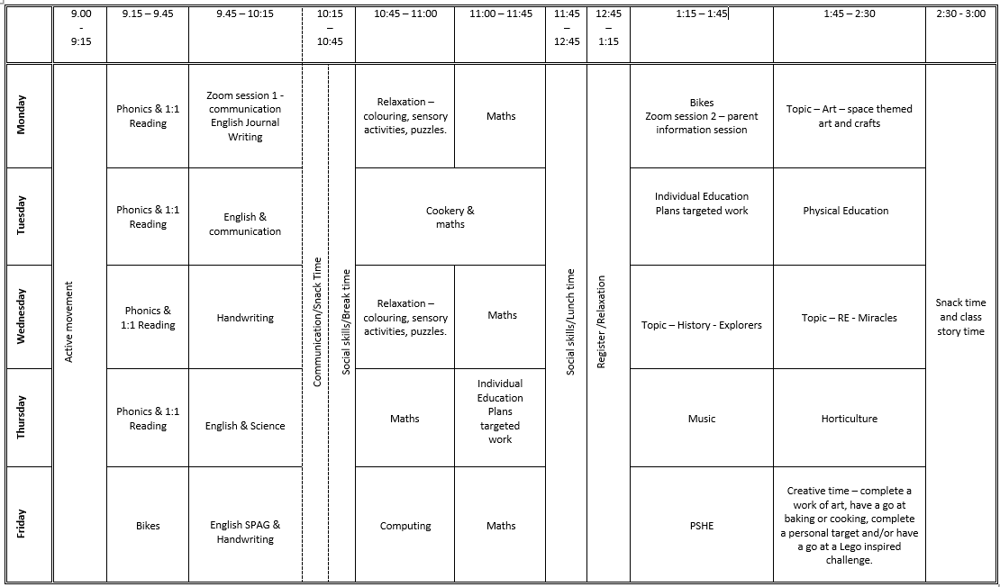 9.00
-
9:15
9.15 – 9.45
9.45 – 10:15
10:15
–
10:45
10:45 – 11:00
11:00 – 11:45
11:45
–
12:45
12:45
–
1:15
1:15 – 1:45
1:45 – 2:30
2:30 - 3:00
Monday
Active movement
Phonics & 1:1
Reading
Zoom session 1 -
communication
English Journal
Writing
Communication/Snack Time
Social skills/Break time
Relaxation –
colouring, sensory
activities, puzzles.
Maths
Social skills/Lunch time
Register /Relaxation
Bikes
Zoom session 2 – parent
information session
Topic – Art – space themed
art and crafts
Snack time
and class
story time
Tuesday
Phonics & 1:1
Reading
English &
communication
Cookery &
maths
Individual Education
Plans targeted work
Physical Education
Wednesday
Phonics &
1:1 Reading
Handwriting
Relaxation –
colouring, sensory
activities, puzzles.
Maths
Topic – History - Explorers
Topic – RE - Miracles
Thursday
Phonics & 1:1
Reading
English & Science
Maths
Individual
Education
Plans
targeted
work
Music
Horticulture
Friday
Bikes
English SPAG &
Handwriting
Computing
Maths
PSHE
Creative time – complete a
work of art, have a go at
baking or cooking, complete
a personal target and/or have
a go at a Lego inspired
challenge.